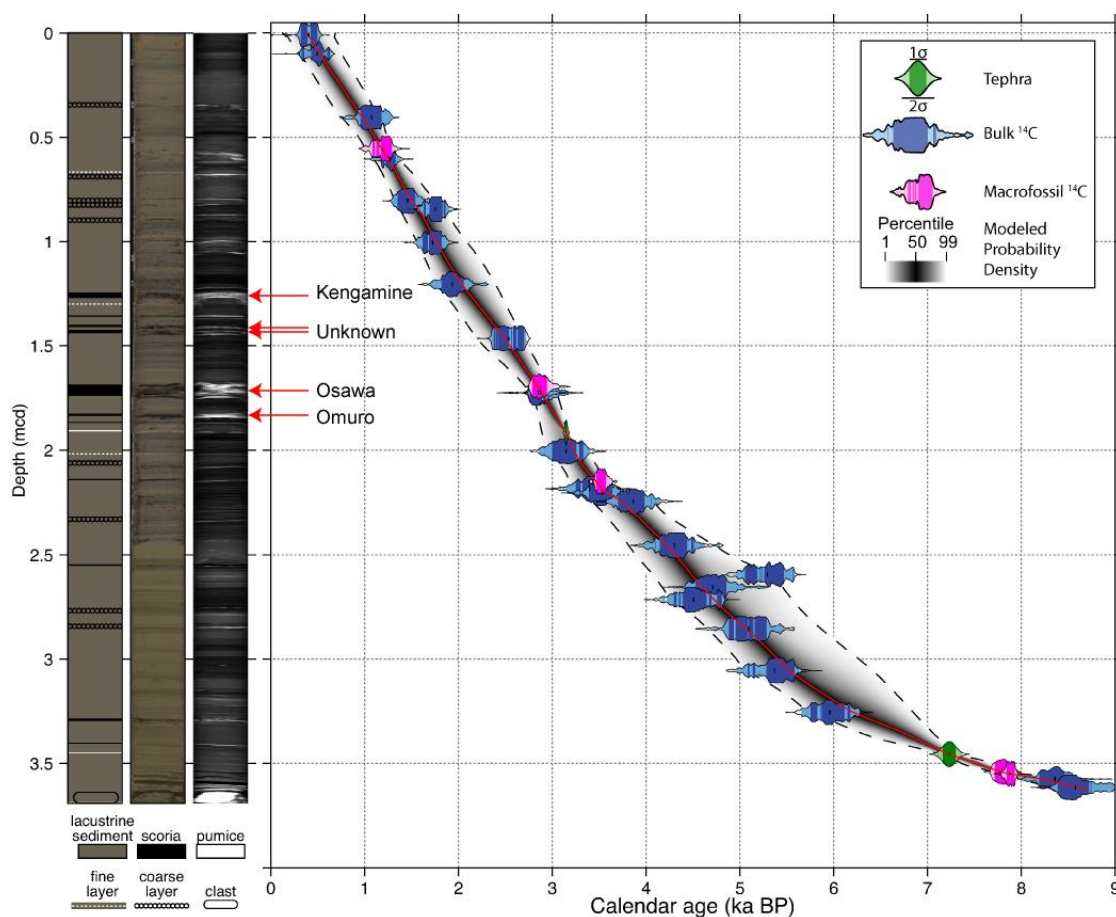 0
0.5
1
1.5
2
2.5
3
3.5
Depth (mcd)
Kengamine
Unknown
Osawa
Omuro
1σ
2σ
Tephra
Bulk ¹⁴C
Macrofossil ¹⁴C
Percentile
1 50 99
Modeled
Probability
Density
lacustrine
sediment
scoria
pumice
fine
layer
coarse
layer
clast
0 1 2 3 4 5 6 7 8 9
Calendar age (ka BP)